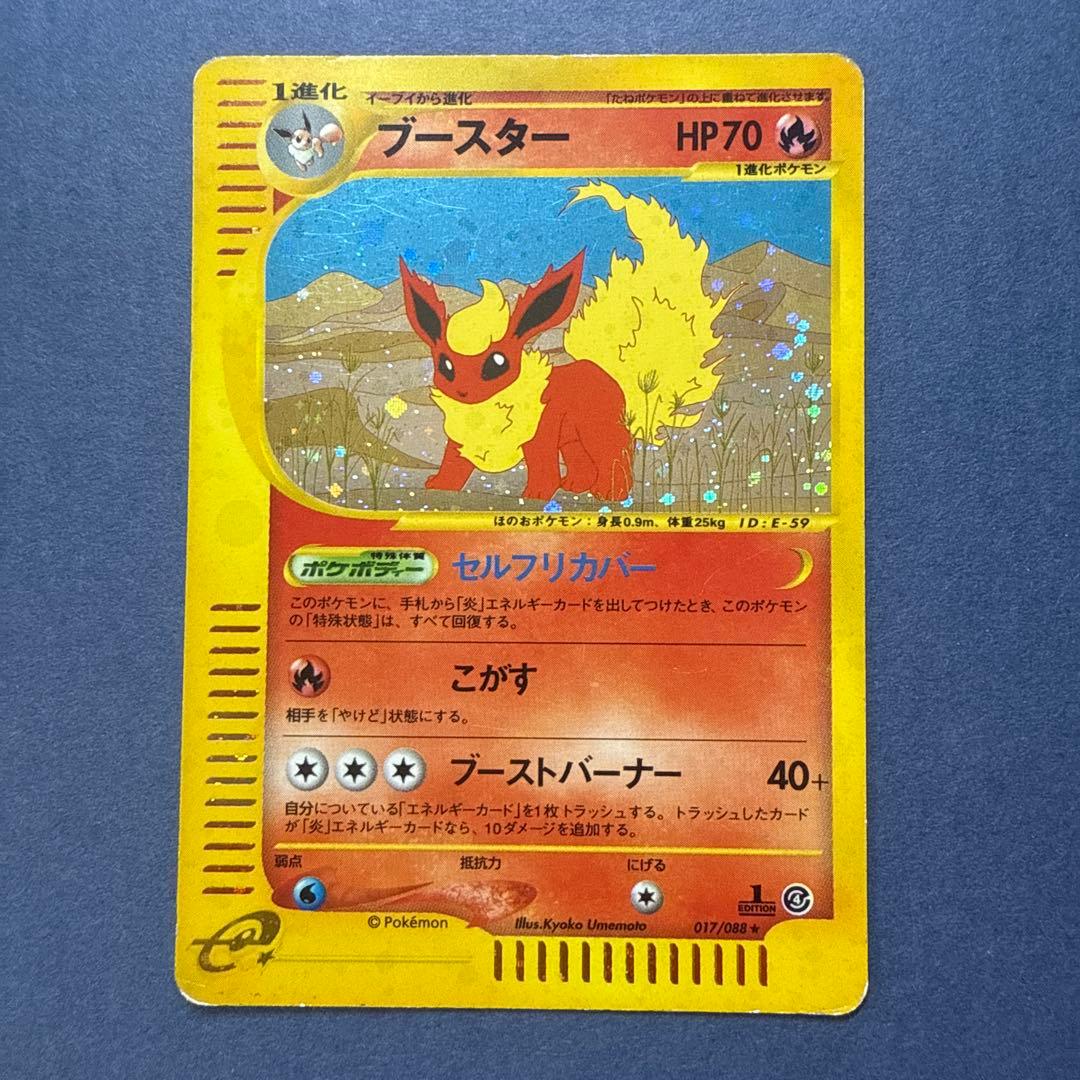 1進化
イーブイから進化
「たねポケモン」の上に重ねて進化させます。
ブースター
HP70
1進化ポケモン
ほのおポケモン：身長0.9m、体重25kg ID:E-59
特殊体質
ポケボディー
セルフリカバー
このポケモンに、手札から「炎」エネルギーカードを出してつけたとき、このポケモン
の「特殊状態」は、すべて回復する。
こがす
相手を「やけど」状態にする。
ブーストバーナー 40+
自分についている「エネルギーカード」を1枚トラッシュする。トラッシュしたカード
が「炎」エネルギーカードなら、10ダメージを追加する。
弱点 抵抗力 にげる
1
EDITION
4
© Pokémon
Illus.Kyoko Umemoto
017/088★
e